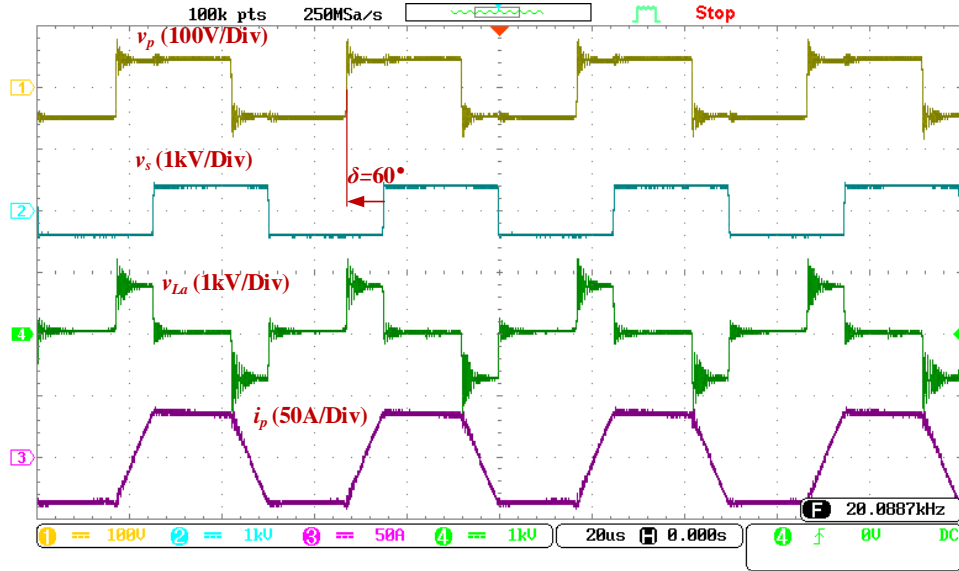 100k pts 250MSa/s Stop
vp (100V/Div)
1
vs (1kV/Div)
δ=60°
2
vLa (1kV/Div)
4
ip (50A/Div)
3
F 20.0887kHz
1 100V 2 1kV 3 50A 4 1kV 20us H 0.000s 4 0V DC